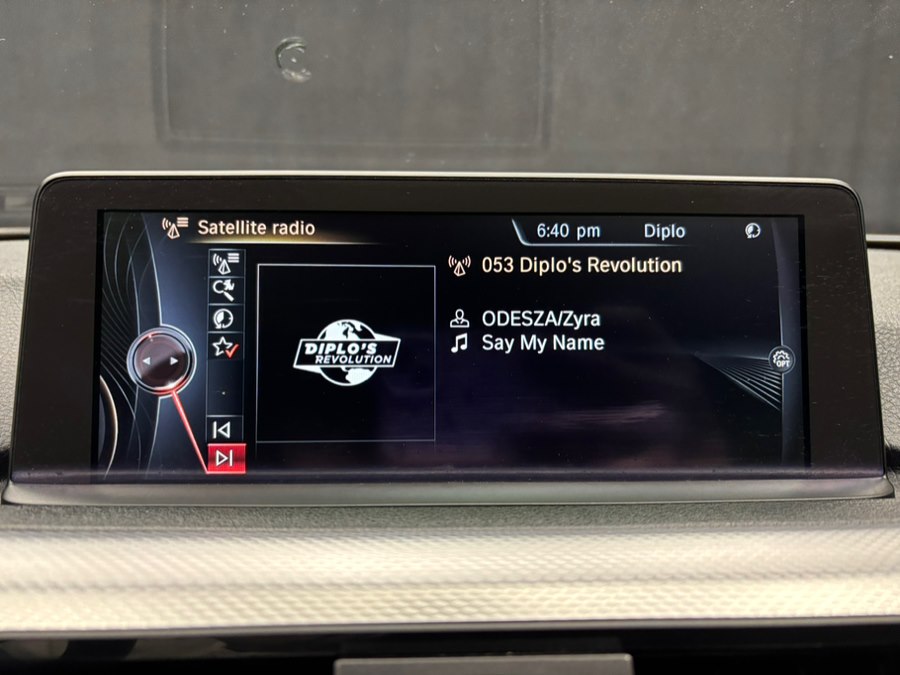 Satellite radio
6:40 pm
Diplo
053 Diplo's Revolution
DIPLO'S
REVOLUTION
ODESZA/Zyra
Say My Name
OPT